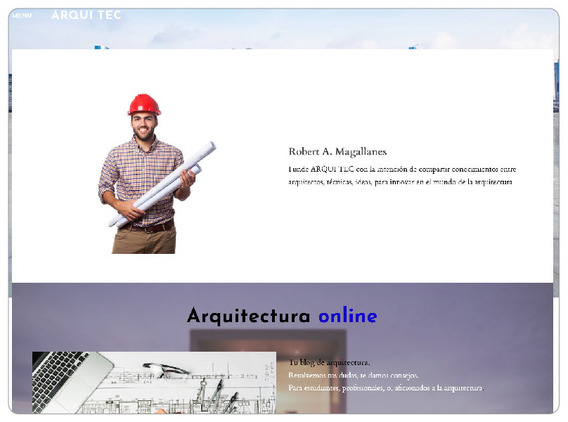 MENU
ARQUI TEC
Robert A. Magallanes
Funde ARQUI TEC con la intención de compartir conocimientos entre
arquitectos, técnicas, ideas, para innovar en el mundo de la arquitectura
Arquitectura online
Tu blog de arquitectura.
Resolvemos tus dudas, te damos consejos.
Para estudiantes, profesionales, o, aficionados a la arquitectura.